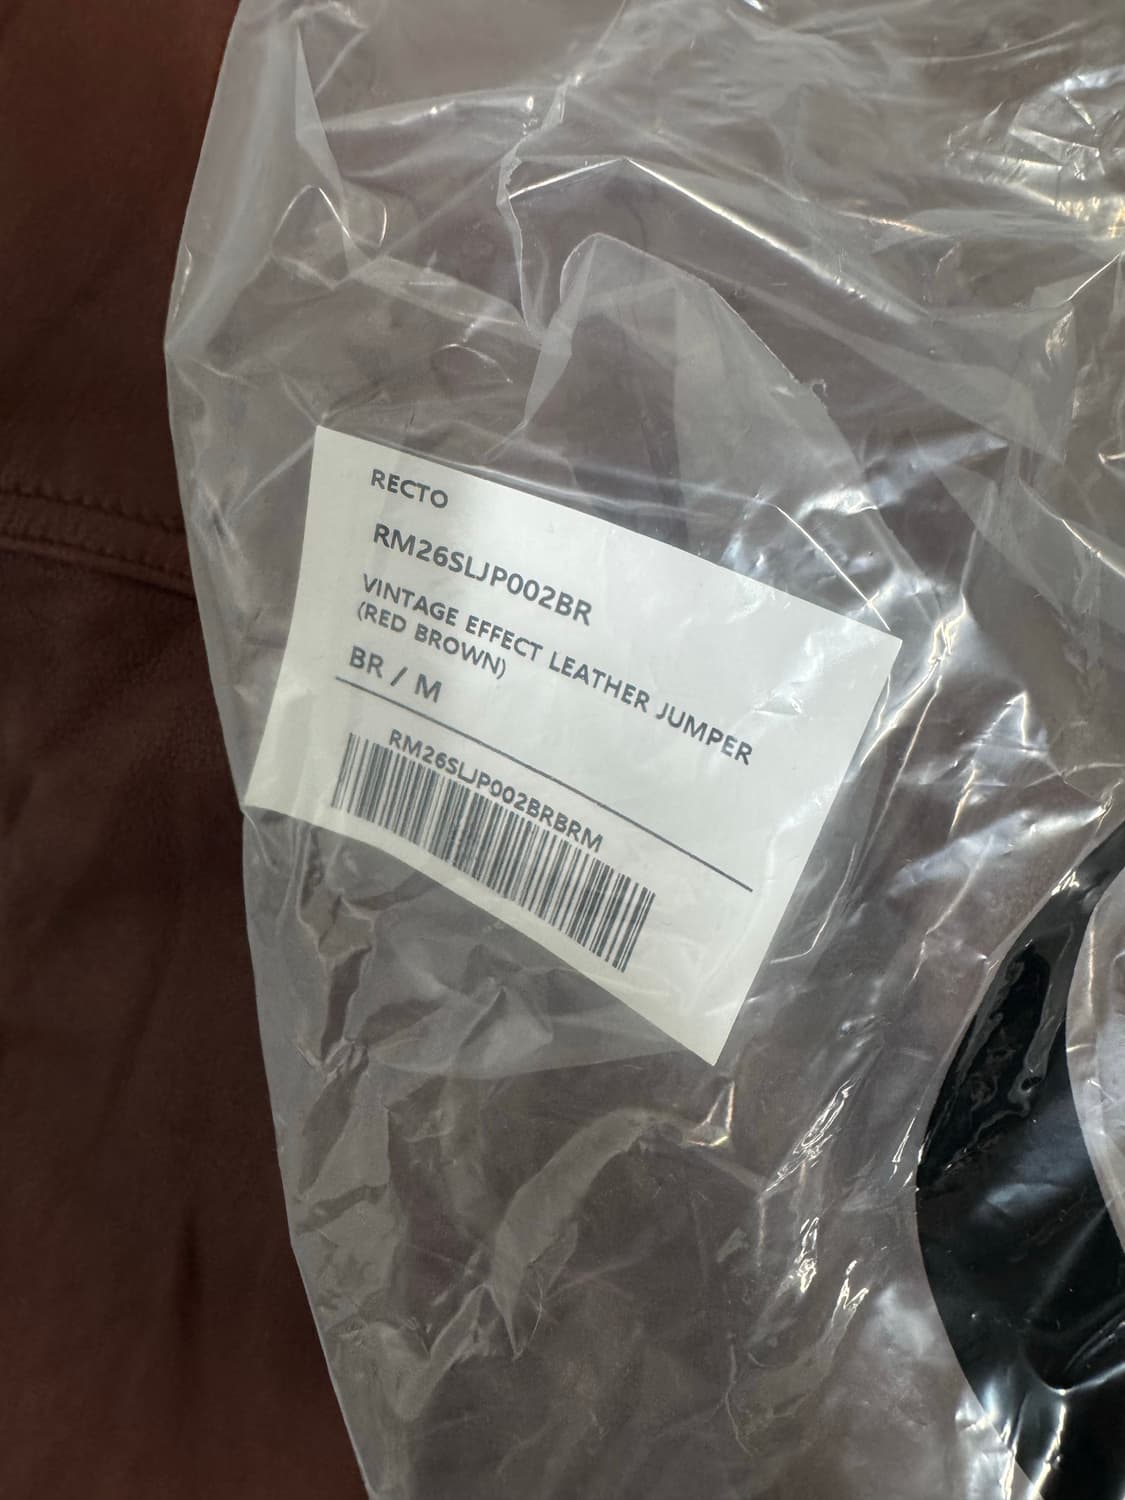 RECTO
RM26SLJP002BR
VINTAGE EFFECT LEATHER JUMPER
(RED BROWN)
BR / M
RM26SLJP002BRBRM